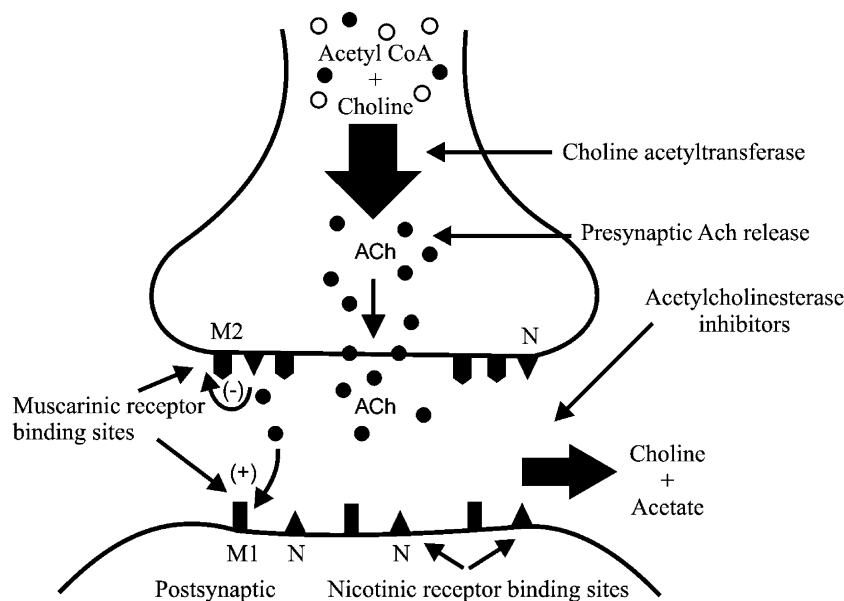 Acetyl CoA
+
Choline
Choline acetyltransferase
Presynaptic Ach release
ACh
Acetylcholinesterase
inhibitors
M2
N
(-)
ACh
Muscarinic receptor
binding sites
(+)
Choline
+
Acetate
M1
N
N
Postsynaptic
Nicotinic receptor binding sites